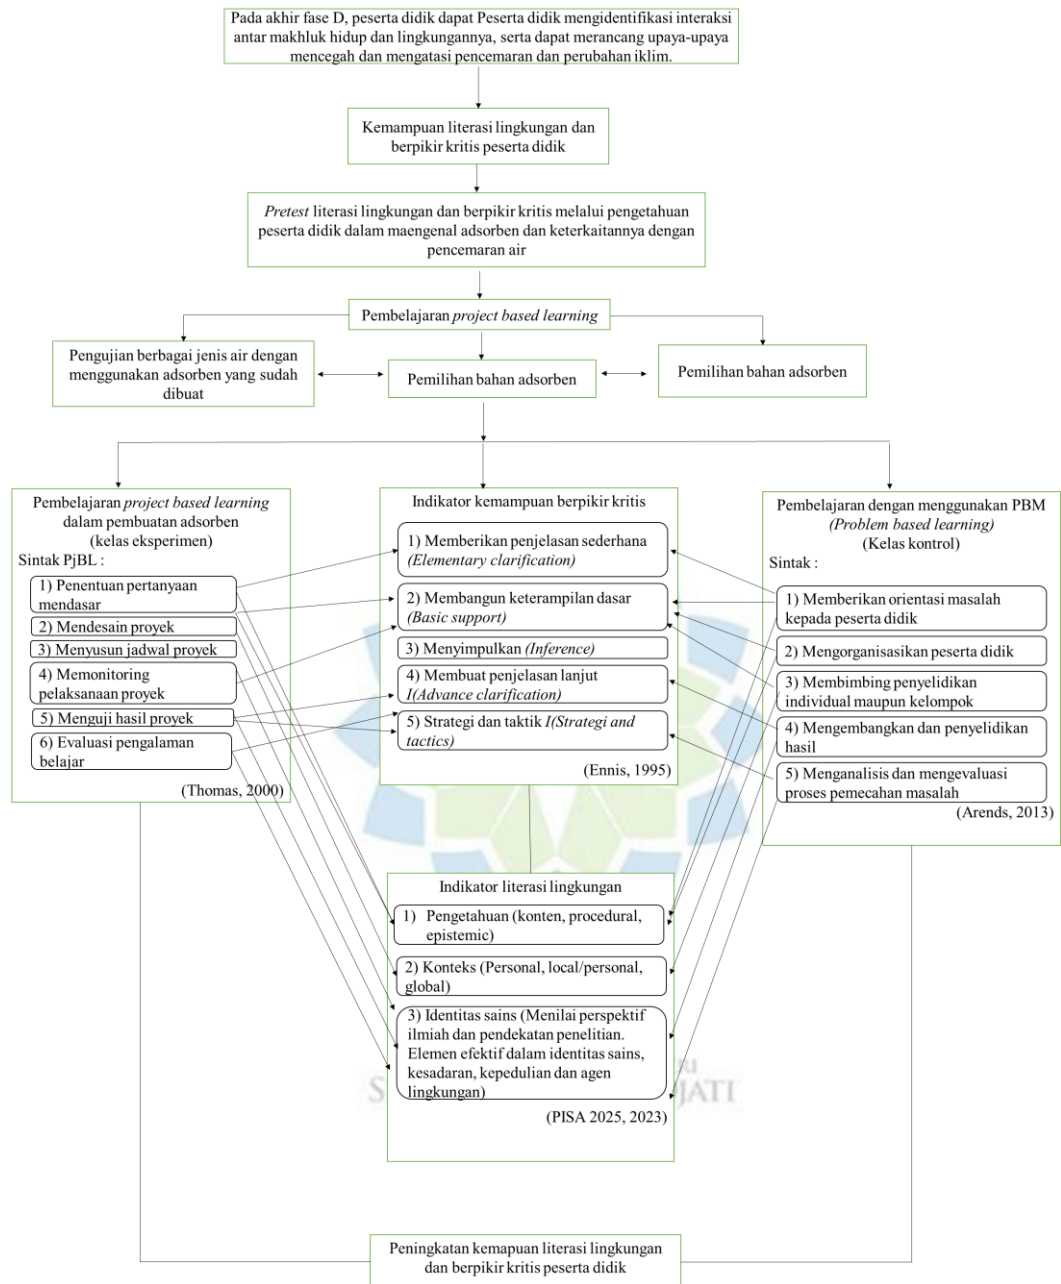 Pada akhir fase D, peserta didik dapat Peserta didik mengidentifikasi interaksi
antar makhluk hidup dan lingkungannya, serta dapat merancang upaya-upaya
mencegah dan mengatasi pencemaran dan perubahan iklim.
Kemampuan literasi lingkungan dan
berpikir kritis peserta didik
Pretest literasi lingkungan dan berpikir kritis melalui pengetahuan
peserta didik dalam maengenal adsorben dan keterkaitannya dengan
pencemaran air
Pembelajaran project based learning
Pengujian berbagai jenis air dengan
menggunakan adsorben yang sudah
dibuat
Pemilihan bahan adsorben
Pemilihan bahan adsorben
Pembelajaran project based learning
dalam pembuatan adsorben
(kelas eksperimen)
Sintak PjBL :
1) Penentuan pertanyaan
mendasar
2) Mendesain proyek
3) Menyusun jadwal proyek
4) Memonitoring
pelaksanaan proyek
5) Menguji hasil proyek
6) Evaluasi pengalaman
belajar
(Thomas, 2000)
Indikator kemampuan berpikir kritis
1) Memberikan penjelasan sederhana
(Elementary clarification)
2) Membangun keterampilan dasar
(Basic support)
3) Menyimpulkan (Inference)
4) Membuat penjelasan lanjut
I(Advance clarification)
5) Strategi dan taktik I(Strategi and
tactics)
(Ennis, 1995)
Pembelajaran dengan menggunakan PBM
(Problem based learning)
(Kelas kontrol)
Sintak :
1) Memberikan orientasi masalah
kepada peserta didik
2) Mengorganisasikan peserta didik
3) Membimbing penyelidikan
individual maupun kelompok
4) Mengembangkan dan penyelidikan
hasil
5) Menganalisis dan mengevaluasi
proses pemecahan masalah
(Arends, 2013)
Indikator literasi lingkungan
1) Pengetahuan (konten, procedural,
epistemic)
2) Konteks (Personal, local/personal,
global)
3) Identitas sains (Menilai perspektif
ilmiah dan pendekatan penelitian.
Elemen efektif dalam identitas sains,
kesadaran, kepedulian dan agen
lingkungan)
(PISA 2025, 2023)
Peningkatan kemapuan literasi lingkungan
dan berpikir kritis peserta didik